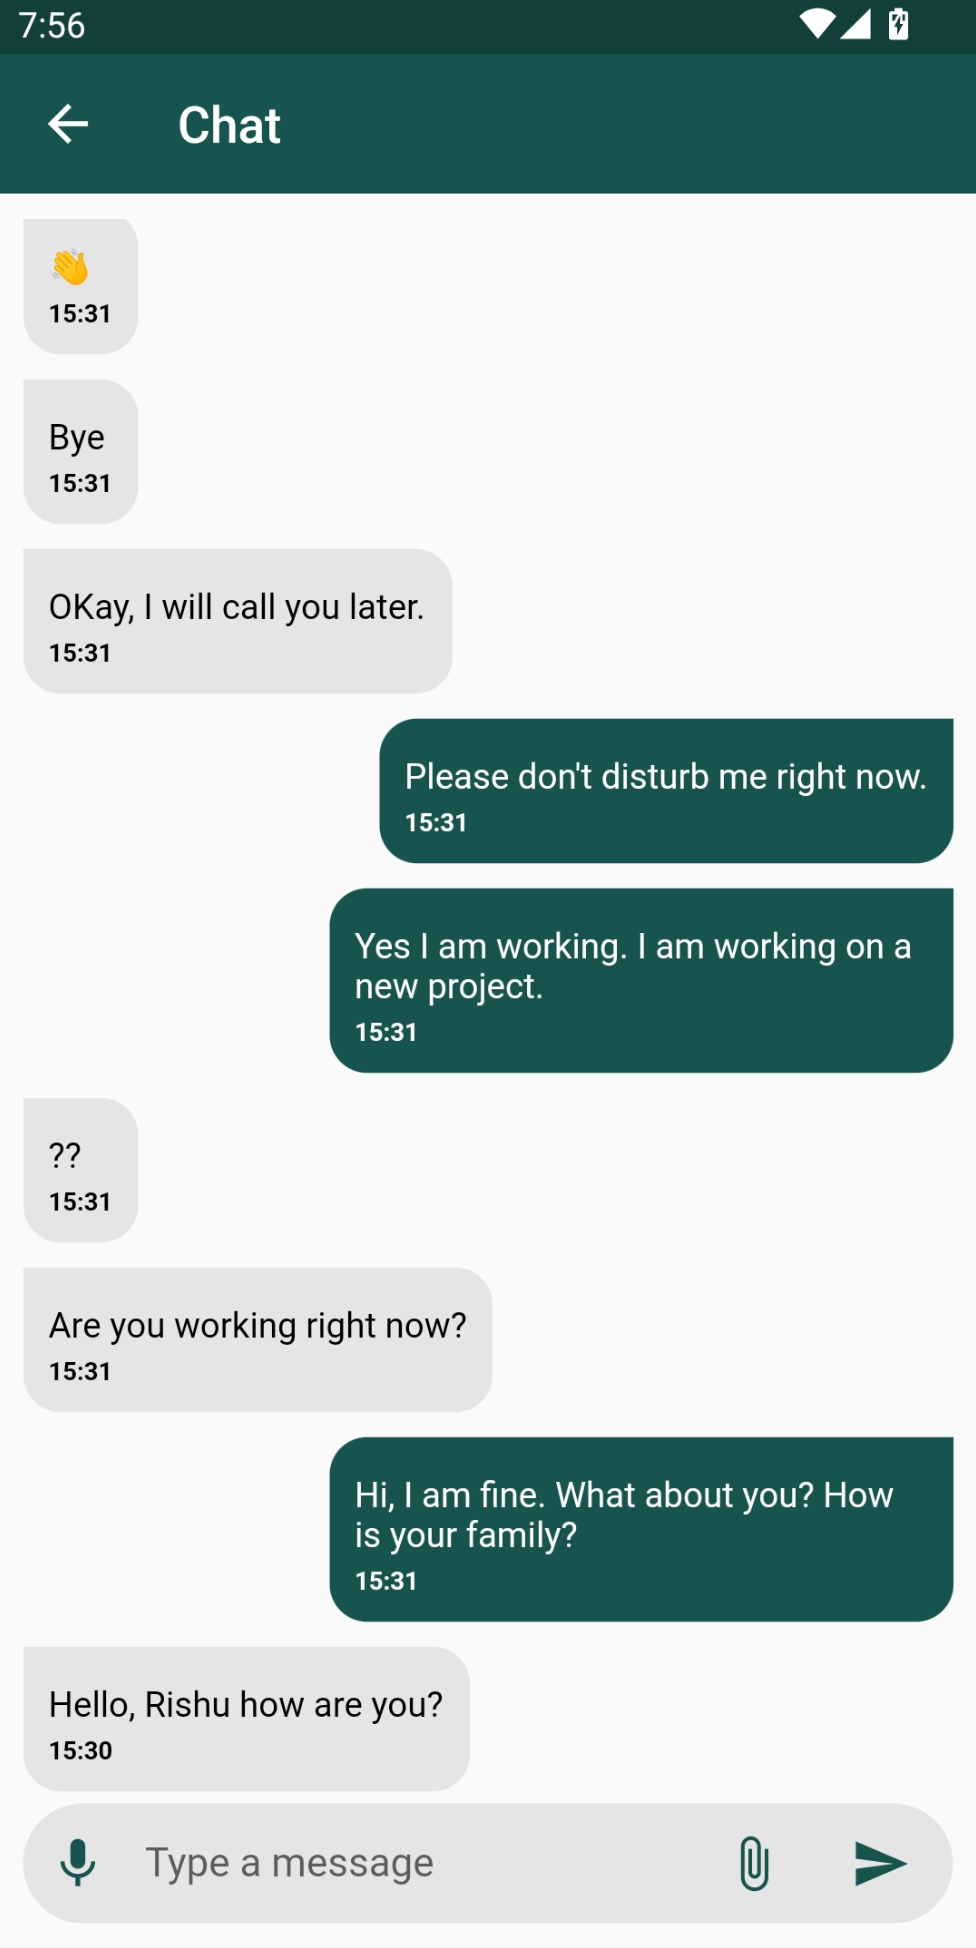 7:56
Chat
👋
15:31
Bye
15:31
OKay, I will call you later.
15:31
Please don't disturb me right now.
15:31
Yes I am working. I am working on a
new project.
15:31
??
15:31
Are you working right now?
15:31
Hi, I am fine. What about you? How
is your family?
15:31
Hello, Rishu how are you?
15:30
Type a message